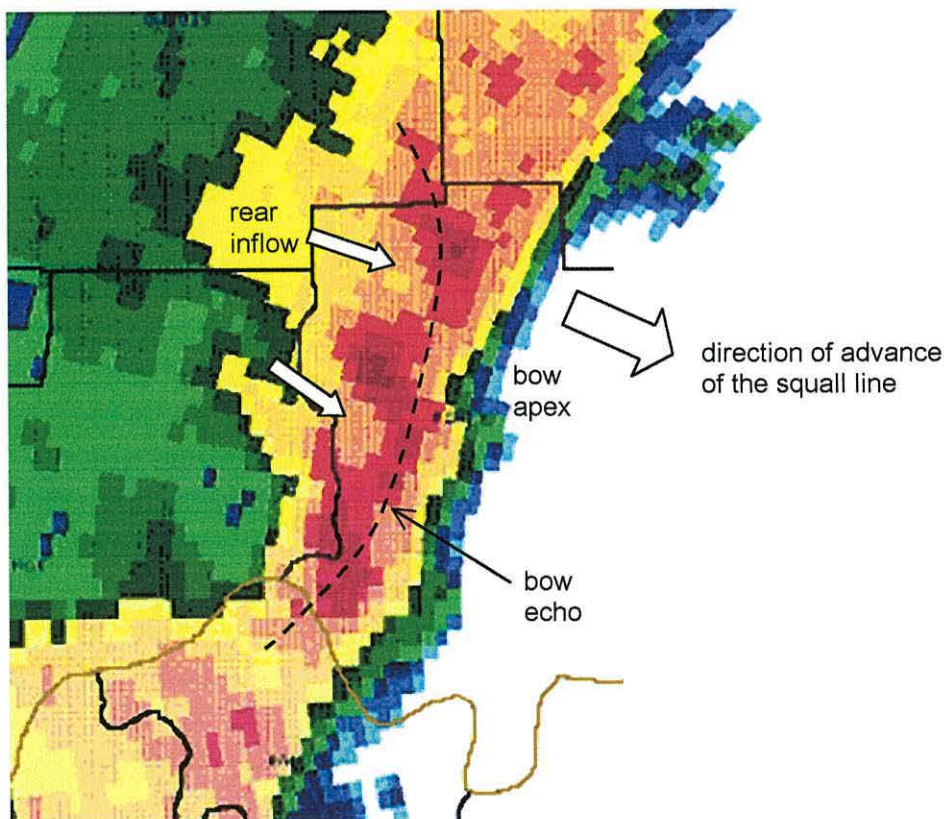 rear
inflow
direction of advance
of the squall line
bow
apex
bow
echo